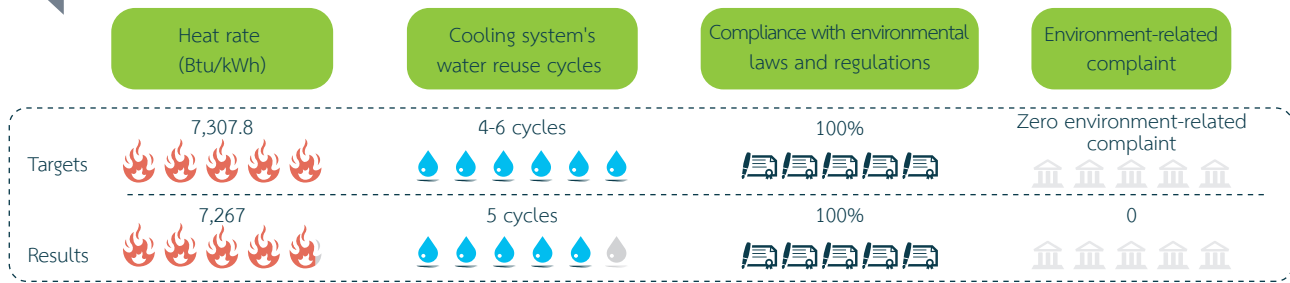 Heat rate
(Btu/kWh)
Cooling system's
water reuse cycles
Compliance with environmental
laws and regulations
Environment-related
complaint
Targets
7,307.8
4-6 cycles
100%
Zero environment-related
complaint
Results
7,267
5 cycles
100%
0